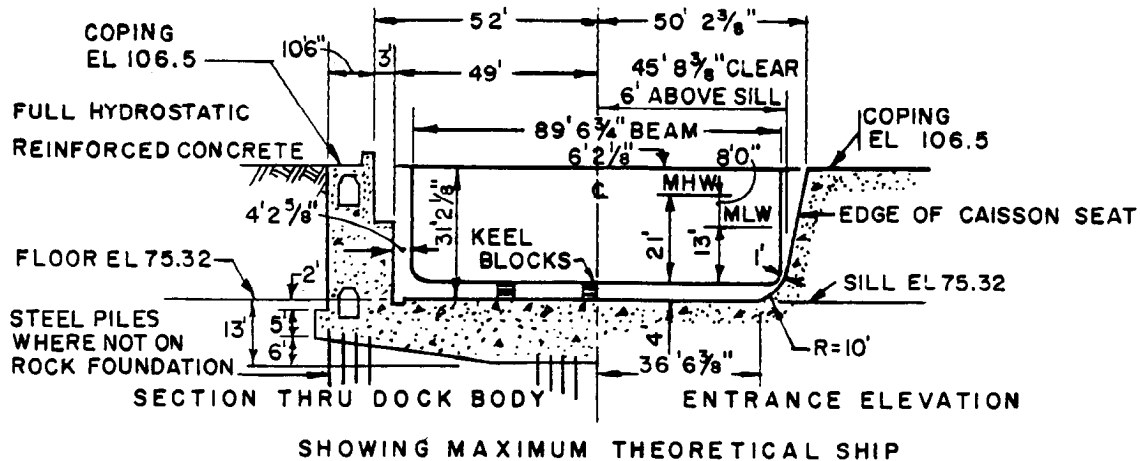 52'
50' 2⅜"
COPING
EL 106.5
10'6"
3'
49'
45' 8⅜" CLEAR
6' ABOVE SILL
FULL HYDROSTATIC
REINFORCED CONCRETE
89' 6¾" BEAM
6' 2⅛"
8'0"
COPING
EL 106.5
MHW
℄
4' 2⅝"
31' 2⅛"
MLW
21'
13'
EDGE OF CAISSON SEAT
KEEL
BLOCKS
1'
FLOOR EL 75.32
2'
SILL EL 75.32
STEEL PILES
WHERE NOT ON
ROCK FOUNDATION
13'
5'
6'
4'
R=10'
36' 6⅜"
SECTION THRU DOCK BODY
ENTRANCE ELEVATION
SHOWING MAXIMUM THEORETICAL SHIP